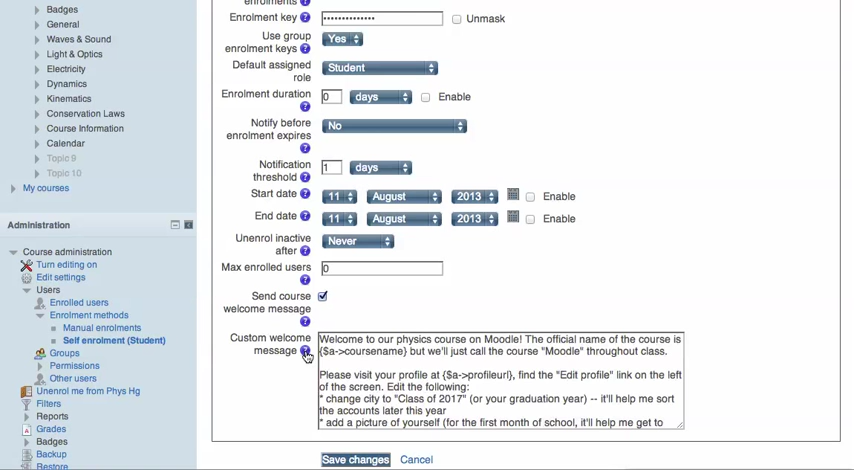 Badges
General
Waves & Sound
Light & Optics
Electricity
Dynamics
Kinematics
Conservation Laws
Course Information
Calendar
Topic 9
Topic 10
My courses
Administration
Course administration
Turn editing on
Edit settings
Users
Enrolled users
Enrolment methods
Manual enrolments
Self enrolment (Student)
Groups
Permissions
Other users
Unenrol me from Phys Hg
Filters
Reports
Grades
Badges
Backup
Restore
enrolments
Enrolment key •••••••••••••• Unmask
Use group
enrolment keys Yes
Default assigned
role Student
Enrolment duration 0 days Enable
Notify before
enrolment expires No
Notification
threshold 1 days
Start date 11 August 2013 Enable
End date 11 August 2013 Enable
Unenrol inactive
after Never
Max enrolled users 0
Send course
welcome message
Custom welcome
message
Welcome to our physics course on Moodle! The official name of the course is
{$a->coursename} but we'll just call the course "Moodle" throughout class.
Please visit your profile at {$a->profileurl}, find the "Edit profile" link on the left
of the screen. Edit the following:
* change city to "Class of 2017" (or your graduation year) -- it'll help me sort
the accounts later this year
* add a picture of yourself (for the first month of school, it'll help me get to
Save changes Cancel